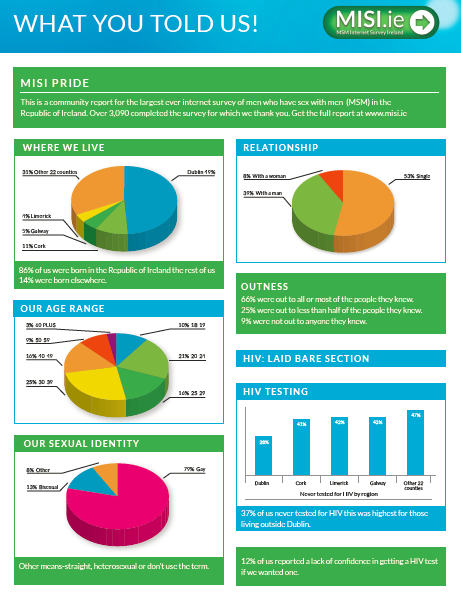 WHAT YOU TOLD US!
MISI.ie
MSM Internet Survey Ireland
MISI PRIDE
This is a community report for the largest ever internet survey of men who have sex with men (MSM) in the
Republic of Ireland. Over 3,090 completed the survey for which we thank you. Get the full report at www.misi.ie
WHERE WE LIVE
31% Other 22 counties
Dublin 49%
4% Limerick
5% Galway
11% Cork
86% of us were born in the Republic of Ireland the rest of us
14% were born elsewhere.
OUR AGE RANGE
3% 60 PLUS
10% 18 19
9% 50 59
16% 40 49
21% 20 24
25% 30 39
16% 25 29
OUR SEXUAL IDENTITY
8% Other
79% Gay
13% Bisexual
Other means-straight, heterosexual or don't use the term.
RELATIONSHIP
8% With a woman
53% Single
39% With a man
OUTNESS
66% were out to all or most of the people they knew.
25% were out to less than half of the people they knew.
9% were not out to anyone they knew.
HIV: LAID BARE SECTION
HIV TESTING
41%
47%
Dublin
Cork
Limerick
Galway
Other 22
counties
Never tested for HIV by region
37% of us never tested for HIV this was highest for those
living outside Dublin.
12% of us reported a lack of confidence in getting a HIV test
if we wanted one.